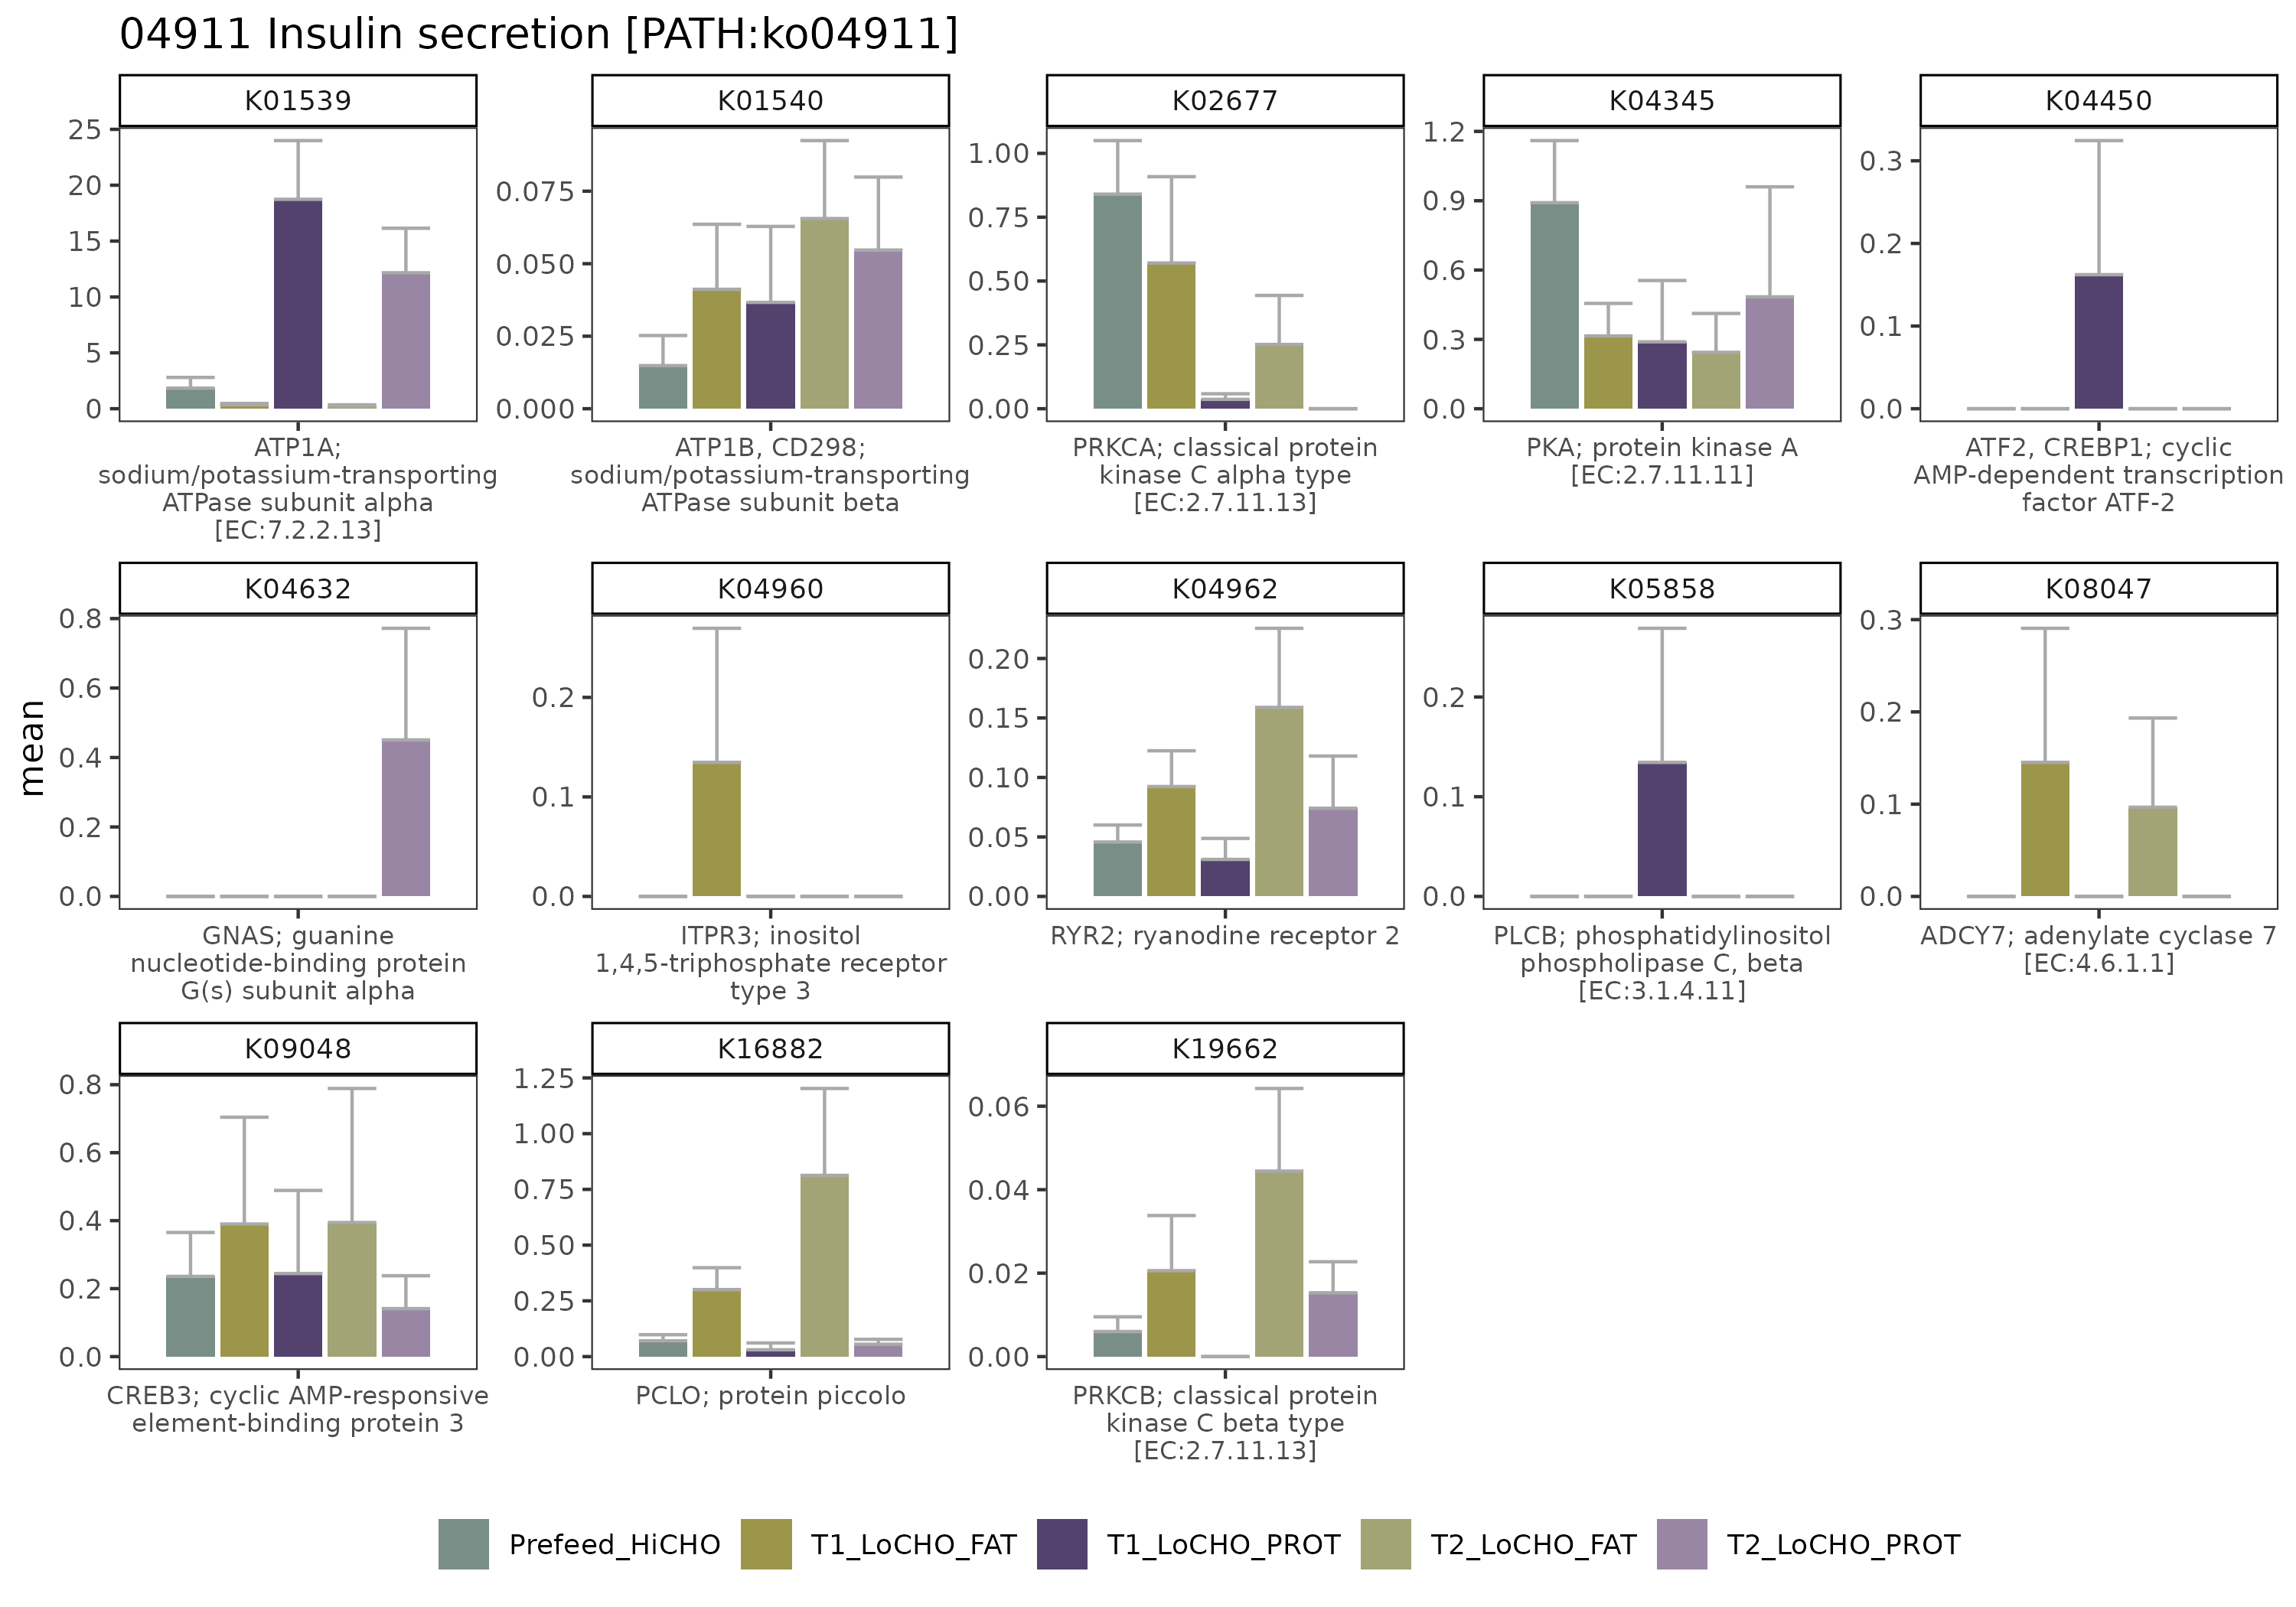 04911 Insulin secretion [PATH:ko04911]
mean
K01539
25
20
15
10
5
0
ATP1A;
sodium/potassium-transporting
ATPase subunit alpha
[EC:7.2.2.13]
K01540
0.075
0.050
0.025
0.000
ATP1B, CD298;
sodium/potassium-transporting
ATPase subunit beta
K02677
1.00
0.75
0.50
0.25
0.00
PRKCA; classical protein
kinase C alpha type
[EC:2.7.11.13]
K04345
1.2
0.9
0.6
0.3
0.0
PKA; protein kinase A
[EC:2.7.11.11]
K04450
0.3
0.2
0.1
0.0
ATF2, CREBP1; cyclic
AMP-dependent transcription
factor ATF-2
K04632
0.8
0.6
0.4
0.2
0.0
GNAS; guanine
nucleotide-binding protein
G(s) subunit alpha
K04960
0.2
0.1
0.0
ITPR3; inositol
1,4,5-triphosphate receptor
type 3
K04962
0.20
0.15
0.10
0.05
0.00
RYR2; ryanodine receptor 2
K05858
0.2
0.1
0.0
PLCB; phosphatidylinositol
phospholipase C, beta
[EC:3.1.4.11]
K08047
0.3
0.2
0.1
0.0
ADCY7; adenylate cyclase 7
[EC:4.6.1.1]
K09048
0.8
0.6
0.4
0.2
0.0
CREB3; cyclic AMP-responsive
element-binding protein 3
K16882
1.25
1.00
0.75
0.50
0.25
0.00
PCLO; protein piccolo
K19662
0.06
0.04
0.02
0.00
PRKCB; classical protein
kinase C beta type
[EC:2.7.11.13]
Prefeed_HiCHO
T1_LoCHO_FAT
T1_LoCHO_PROT
T2_LoCHO_FAT
T2_LoCHO_PROT